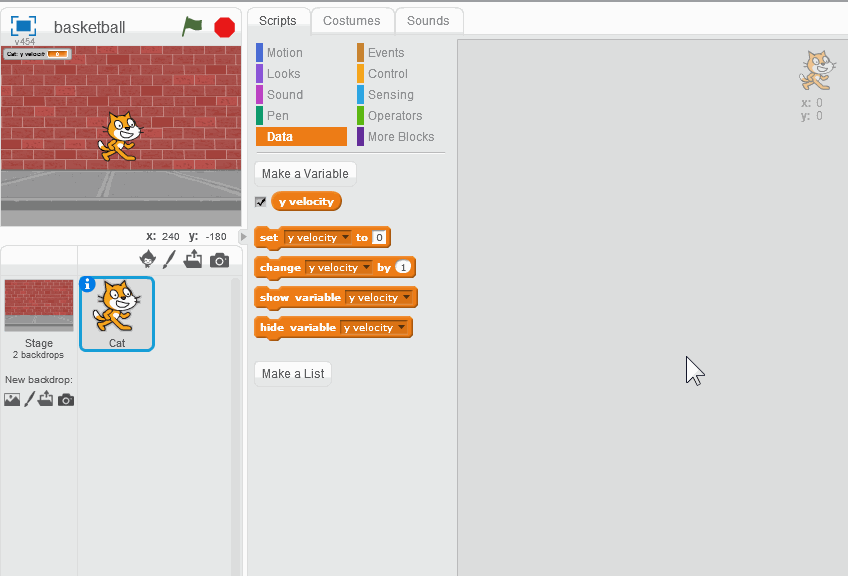 basketball
v454
Cat: y velocity 0
x: 240 y: -180
Stage
2 backdrops
New backdrop:
Cat
Scripts Costumes Sounds
Motion Events
Looks Control
Sound Sensing
Pen Operators
Data More Blocks
Make a Variable
y velocity
set y velocity to 0
change y velocity by 1
show variable y velocity
hide variable y velocity
Make a List
x: 0
y: 0